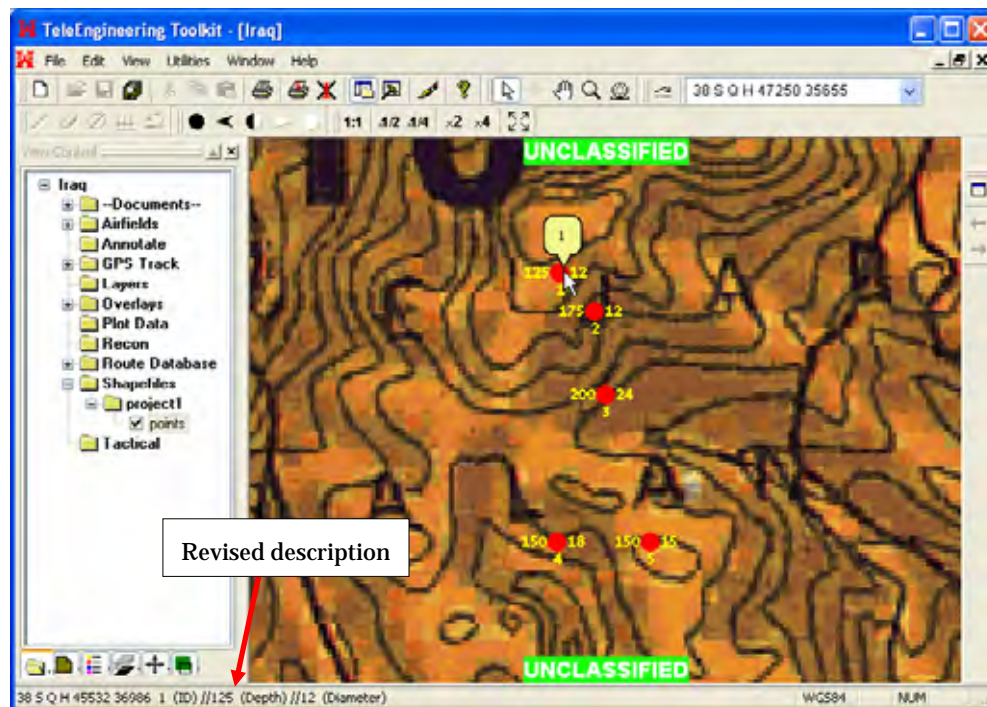 TeleEngineering Toolkit - [Iraq]
File Edit View Utilities Window Help
38 S Q H 47250 35655
1:1 1/2 1/4 x2 x4
View Control
UNCLASSIFIED
Iraq
--Documents--
Airfields
Annotate
GPS Track
Layers
Overlays
Plot Data
Recon
Route Database
Shapefiles
project1
points
Tactical
1
125 12
1
175 12
2
200 24
3
150 18
4
150 15
5
Revised description
UNCLASSIFIED
38 S Q H 45532 36986 1 (ID) //125 (Depth) //12 (Diameter)
WGS84 NUM